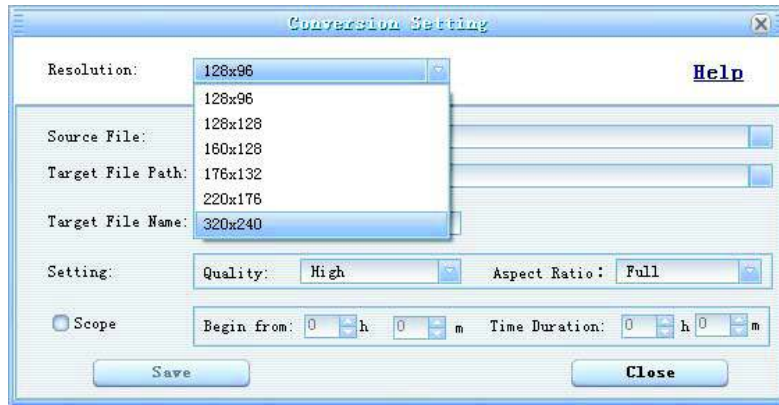 Conversion Setting
Resolution: 128x96 Help
128x96
128x128
Source File:
160x128
Target File Path: 176x132
220x176
Target File Name: 320x240
Setting: Quality: High Aspect Ratio: Full
Scope Begin from: 0 h 0 m Time Duration: 0 h 0 m
Save Close